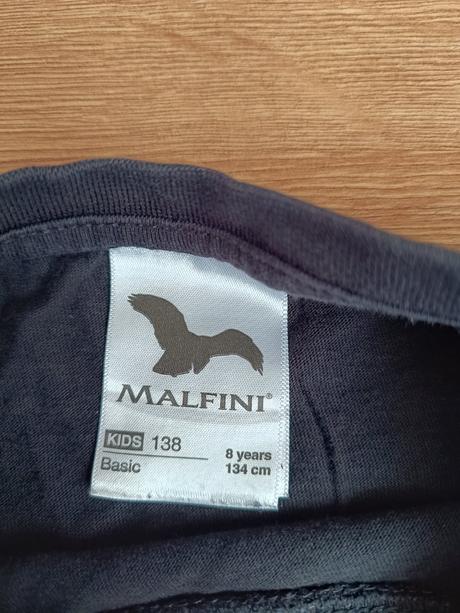 MALFINI®
KIDS 138
Basic
8 years
134 cm